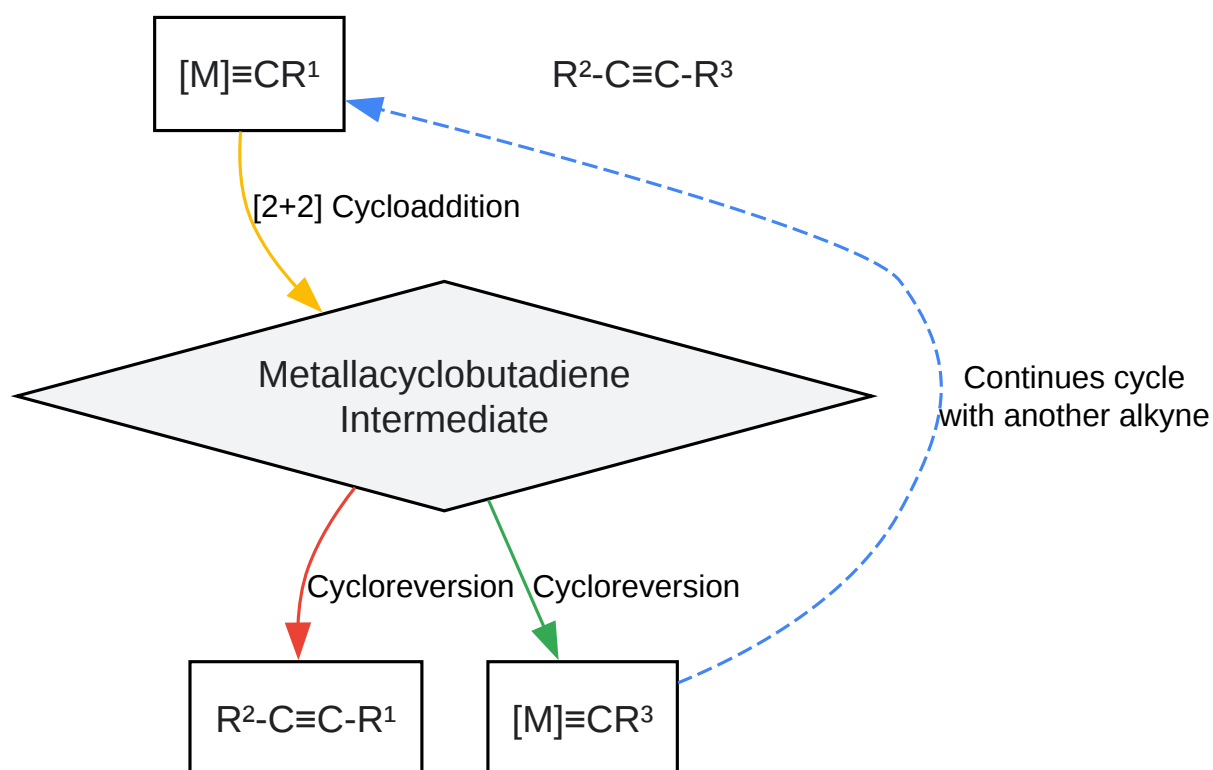 [M]≡CR¹
R²-C≡C-R³
[2+2] Cycloaddition
Metallacyclobutadiene
Intermediate
Continues cycle
with another alkyne
Cycloreversion
Cycloreversion
R²-C≡C-R¹
[M]≡CR³